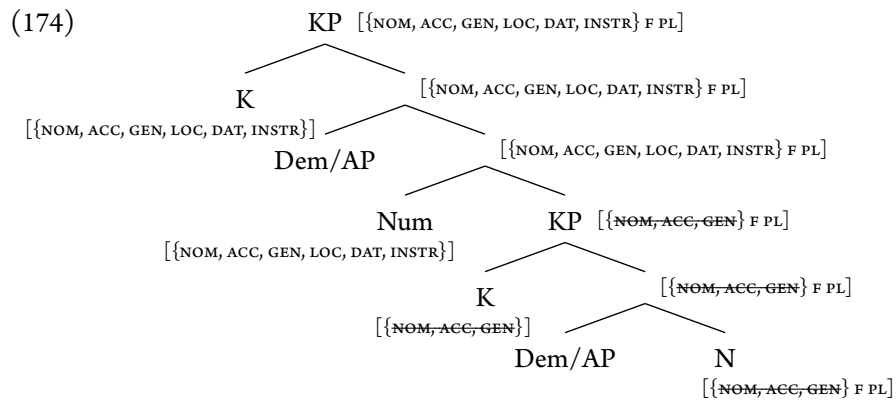 (174)
KP [{NOM, ACC, GEN, LOC, DAT, INSTR} F PL]
K [{NOM, ACC, GEN, LOC, DAT, INSTR} F PL]
[{NOM, ACC, GEN, LOC, DAT, INSTR}]
Dem/AP [{NOM, ACC, GEN, LOC, DAT, INSTR} F PL]
Num KP [{NOM, ACC, GEN} F PL]
[{NOM, ACC, GEN, LOC, DAT, INSTR}]
K [{NOM, ACC, GEN} F PL]
[{NOM, ACC, GEN}]
Dem/AP N
[{NOM, ACC, GEN} F PL]